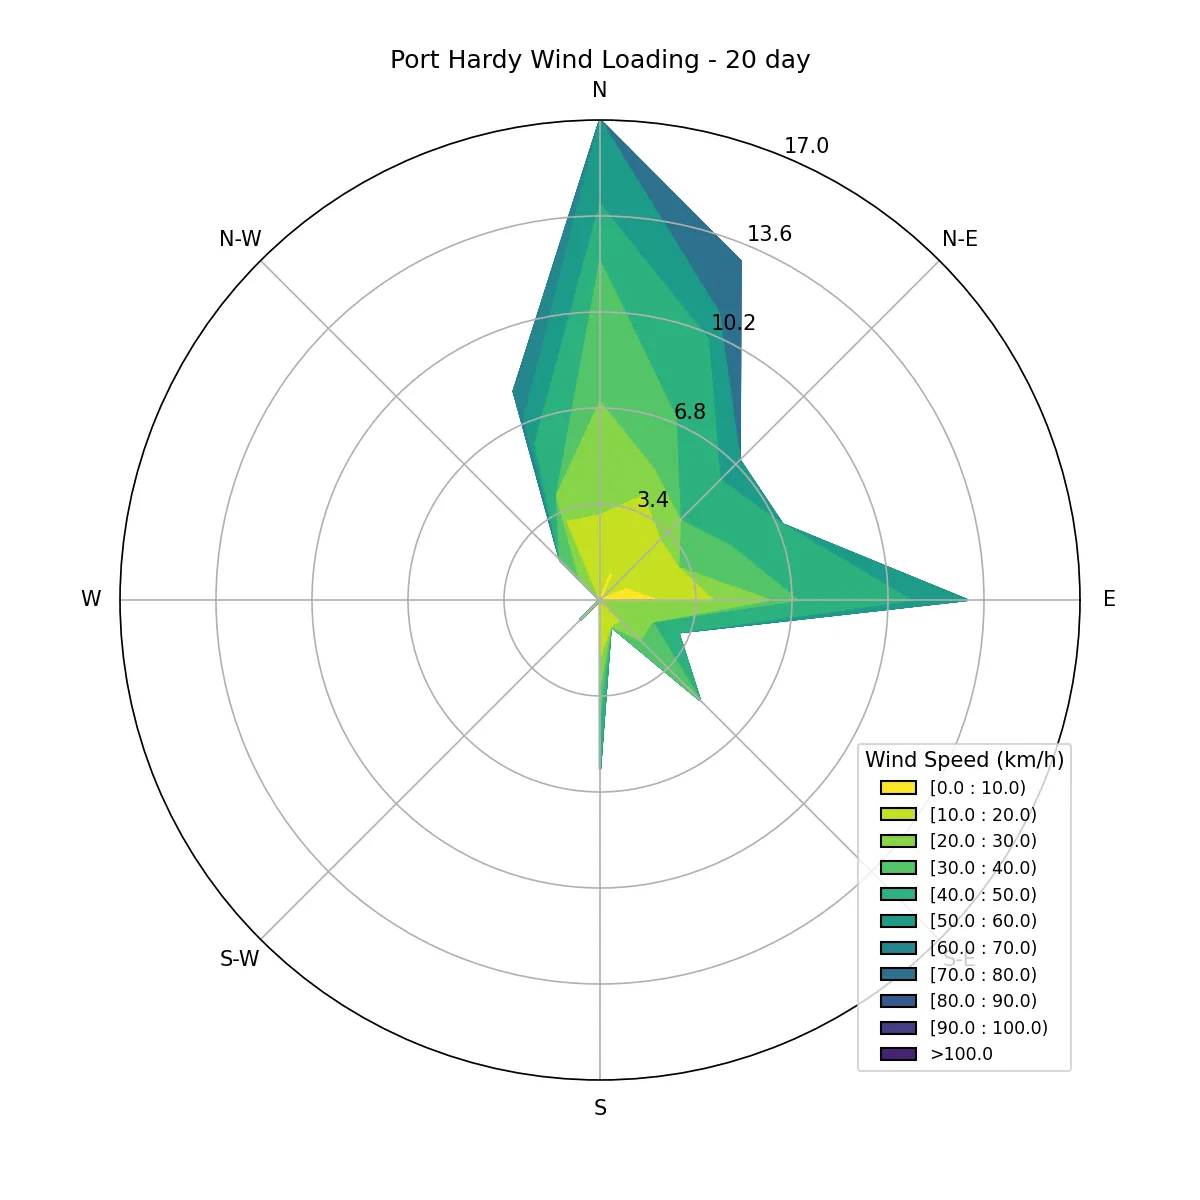 Port Hardy Wind Loading - 20 day
N
17.0
13.6
N-W
N-E
10.2
6.8
3.4
W
E
Wind Speed (km/h)
[0.0 : 10.0)
[10.0 : 20.0)
[20.0 : 30.0)
[30.0 : 40.0)
[40.0 : 50.0)
[50.0 : 60.0)
[60.0 : 70.0)
S-W
S-E
[70.0 : 80.0)
[80.0 : 90.0)
[90.0 : 100.0)
>100.0
S